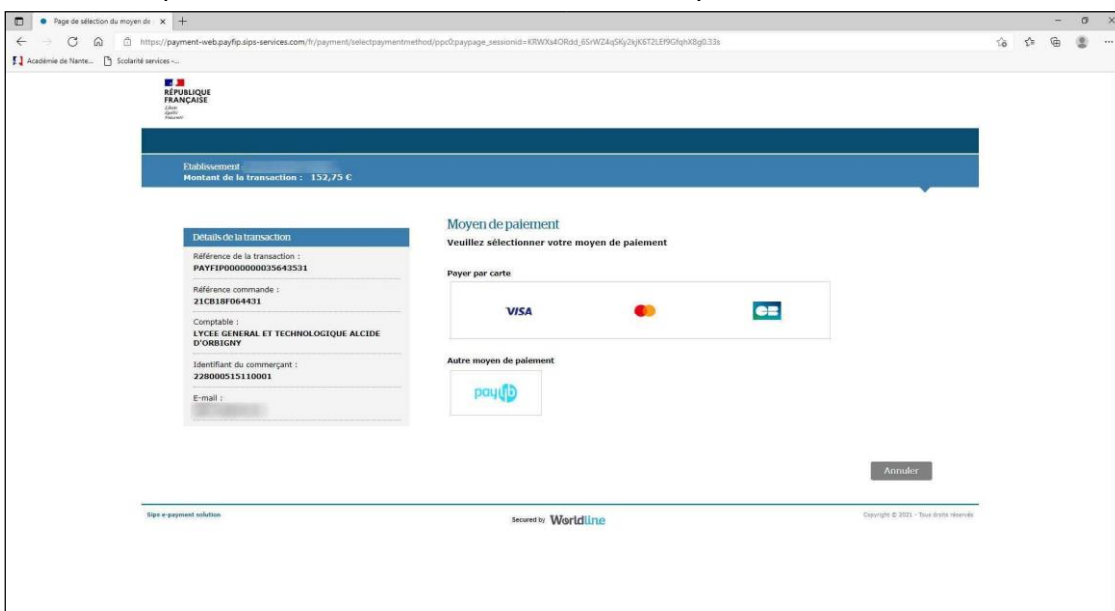 Page de sélection du moyen de
https://payment-web.payfip.sips-services.com/fr/payment/selectpaymentmethod/
Académie de Nante...
Scolarité services -...
RÉPUBLIQUE
FRANÇAISE
Liberté
Égalité
Fraternité
Etablissement
Montant de la transaction : 152,75 €
Détails de la transaction
Référence de la transaction :
PAYFIP0000000035643531
Référence commande :
21CB18F064431
Comptable :
LYCEE GENERAL ET TECHNOLOGIQUE ALCIDE
D'ORBIGNY
Identifiant du commerçant :
228000515110001
E-mail :
Moyen de paiement
Veuillez sélectionner votre moyen de paiement
Payer par carte
VISA
CB
Autre moyen de paiement
paylib
Annuler
Sips e-payment solution
Secured by Worldline
Copyright © 2021 - Tous droits réservés